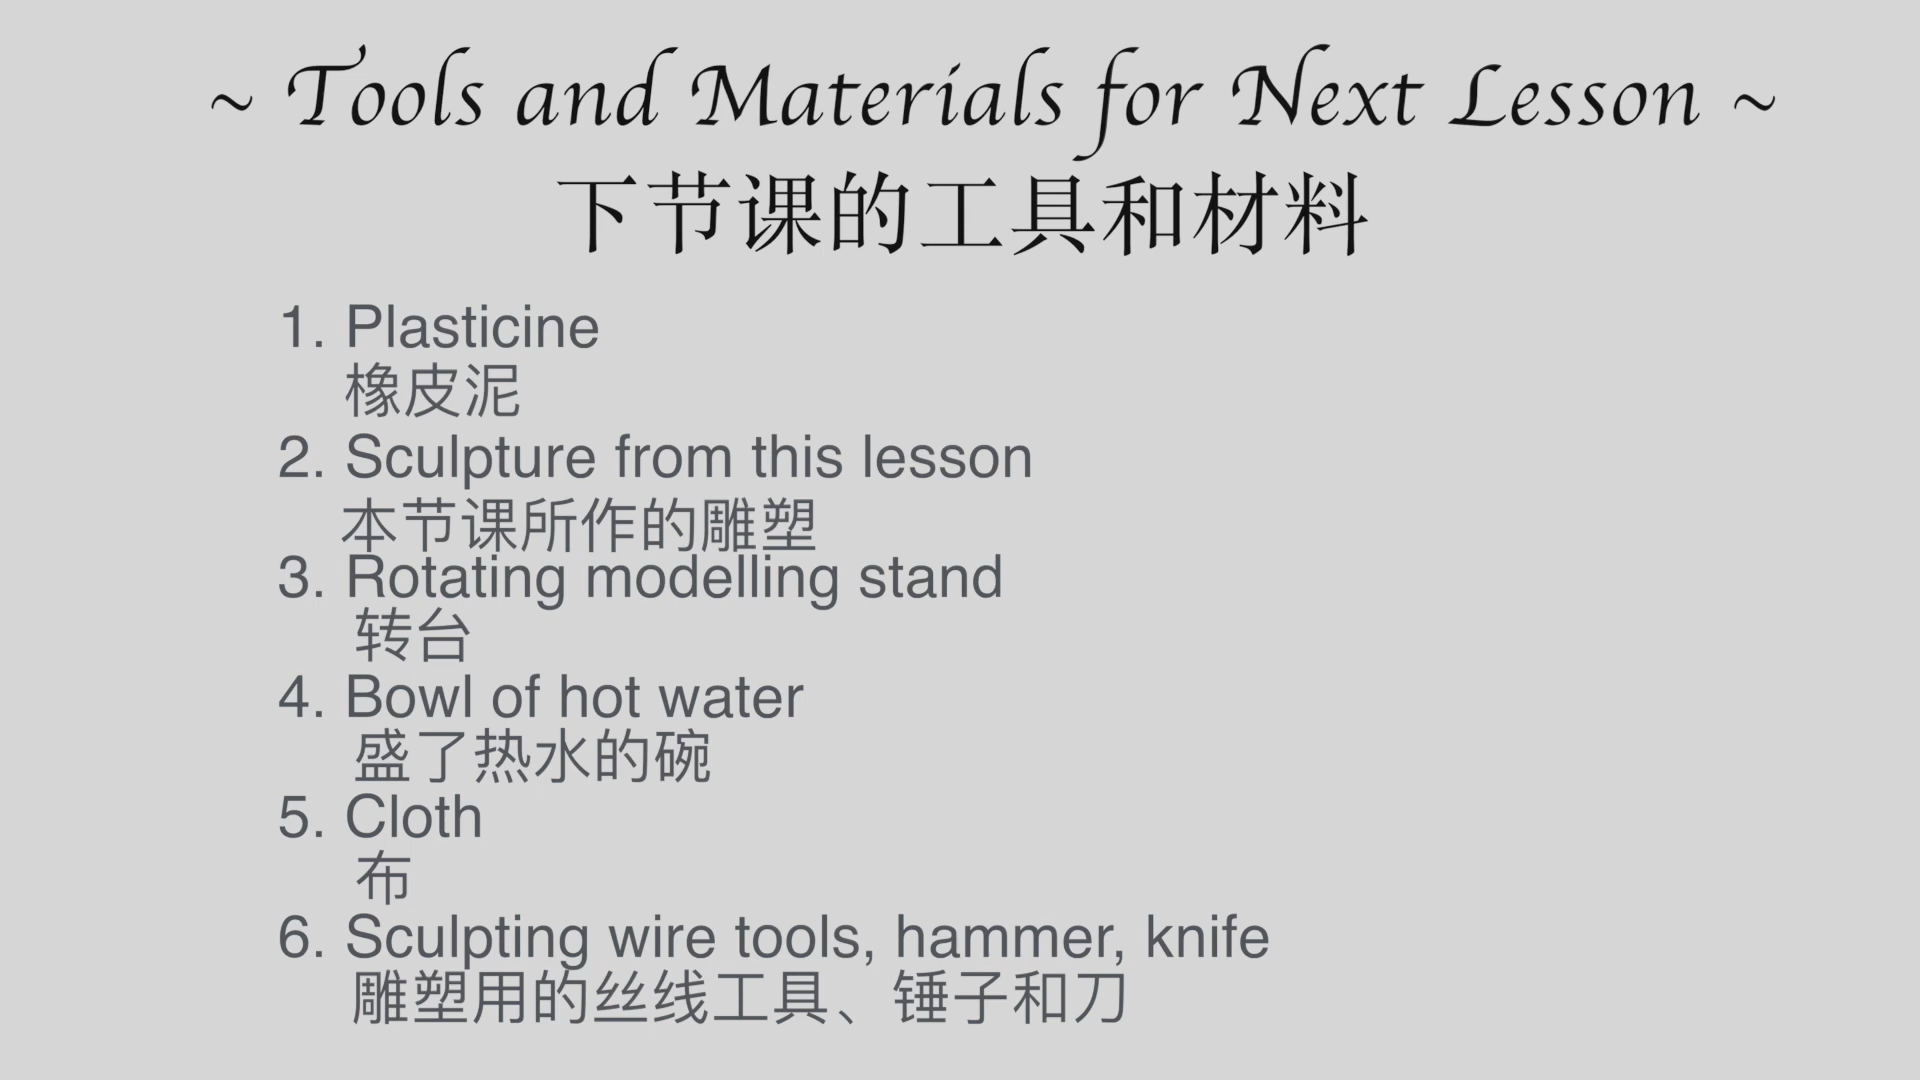 ~ Tools and Materials for Next Lesson ~
下节课的工具和材料
1. Plasticine
橡皮泥
2. Sculpture from this lesson
本节课所作的雕塑
3. Rotating modelling stand
转台
4. Bowl of hot water
盛了热水的碗
5. Cloth
布
6. Sculpting wire tools, hammer, knife
雕塑用的丝线工具、锤子和刀